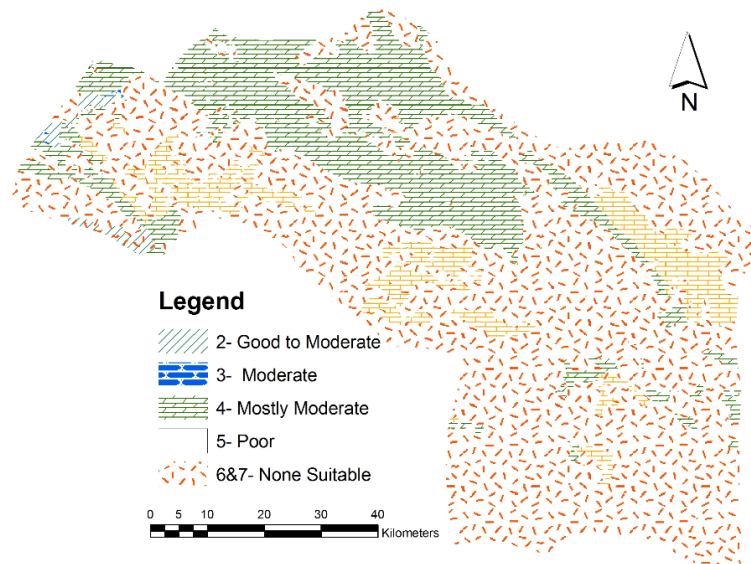 N
Legend
2- Good to Moderate
3- Moderate
4- Mostly Moderate
5- Poor
6&7- None Suitable
0 5 10 20 30 40
Kilometers